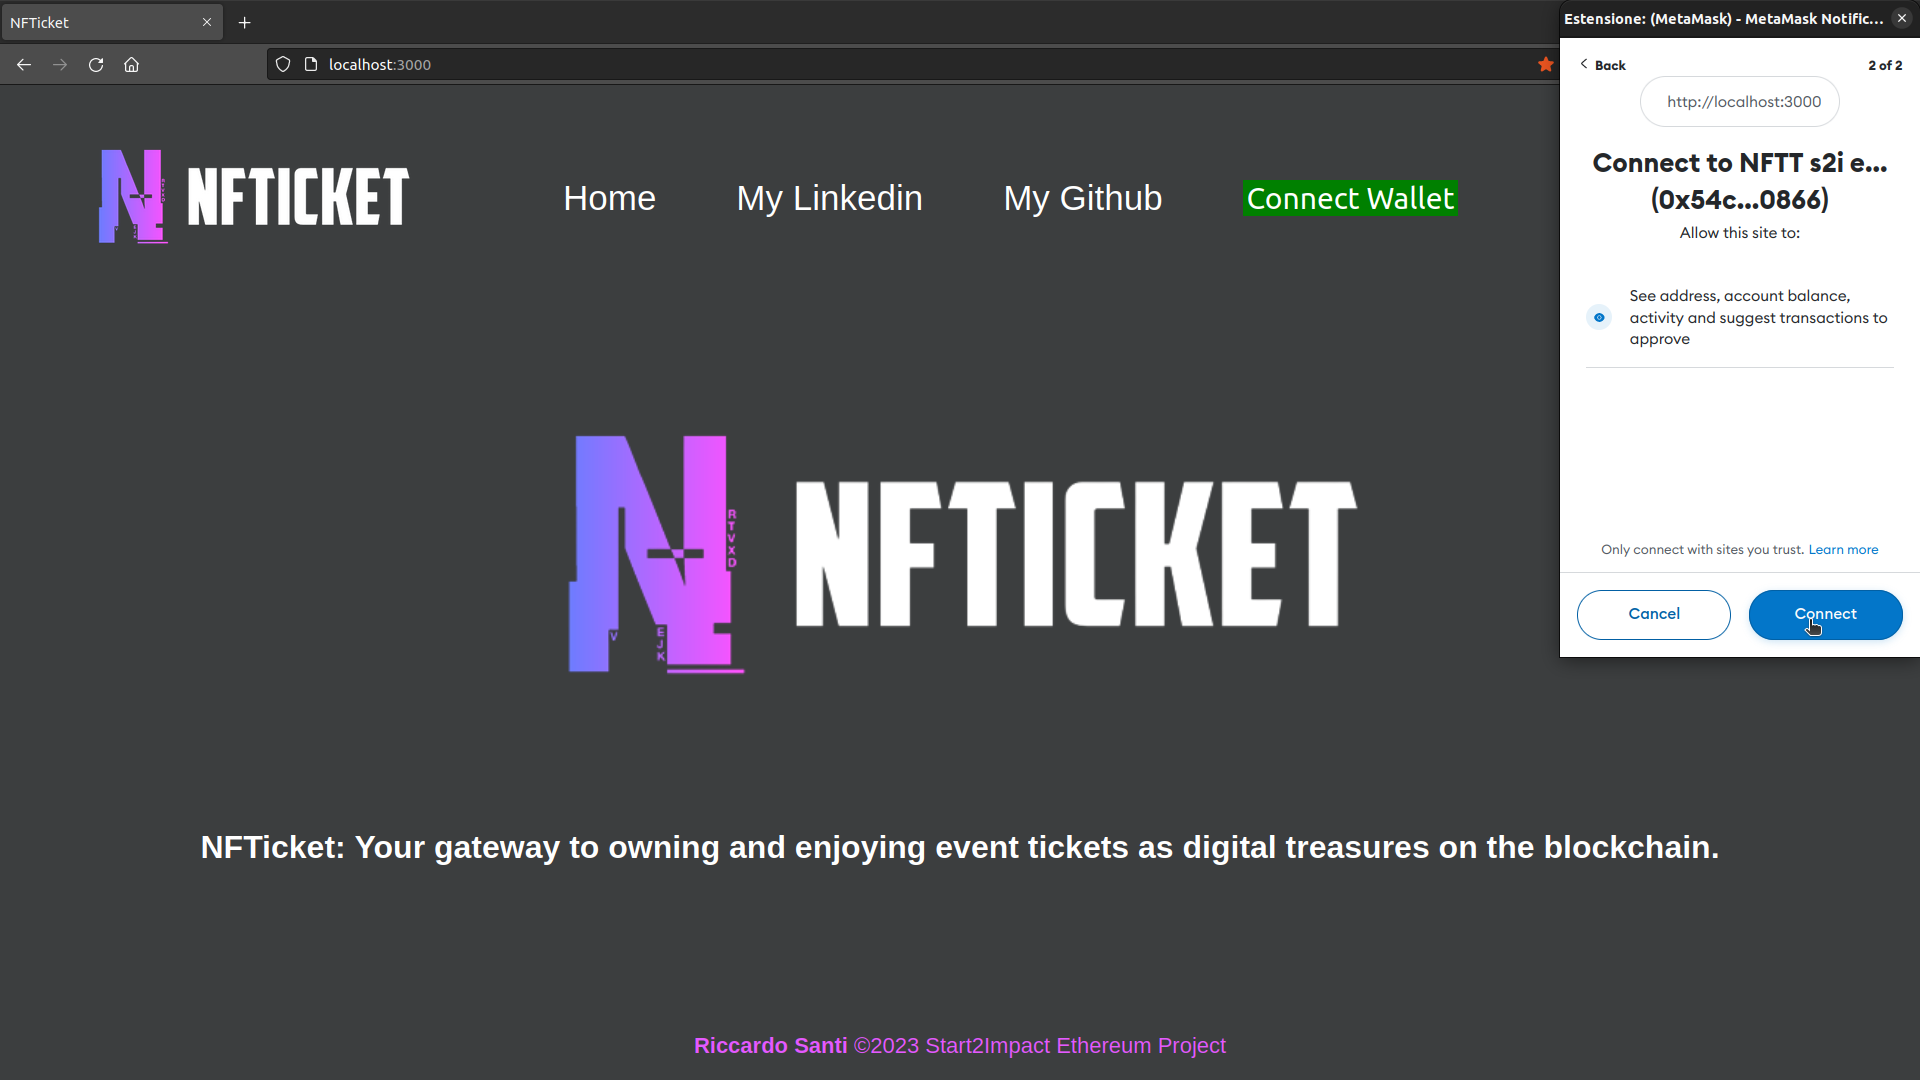 NFTicket
localhost:3000
NFTICKET
Home
My Linkedin
My Github
Connect Wallet
RTVXD
V
EJK
NFTICKET
NFTicket: Your gateway to owning and enjoying event tickets as digital treasures on the blockchain.
Riccardo Santi ©2023 Start2Impact Ethereum Project
Estensione: (MetaMask) - MetaMask Notific...
Back
2 of 2
http://localhost:3000
Connect to NFTT s2i e...
(0x54c...0866)
Allow this site to:
See address, account balance,
activity and suggest transactions to
approve
Only connect with sites you trust. Learn more
Cancel
Connect